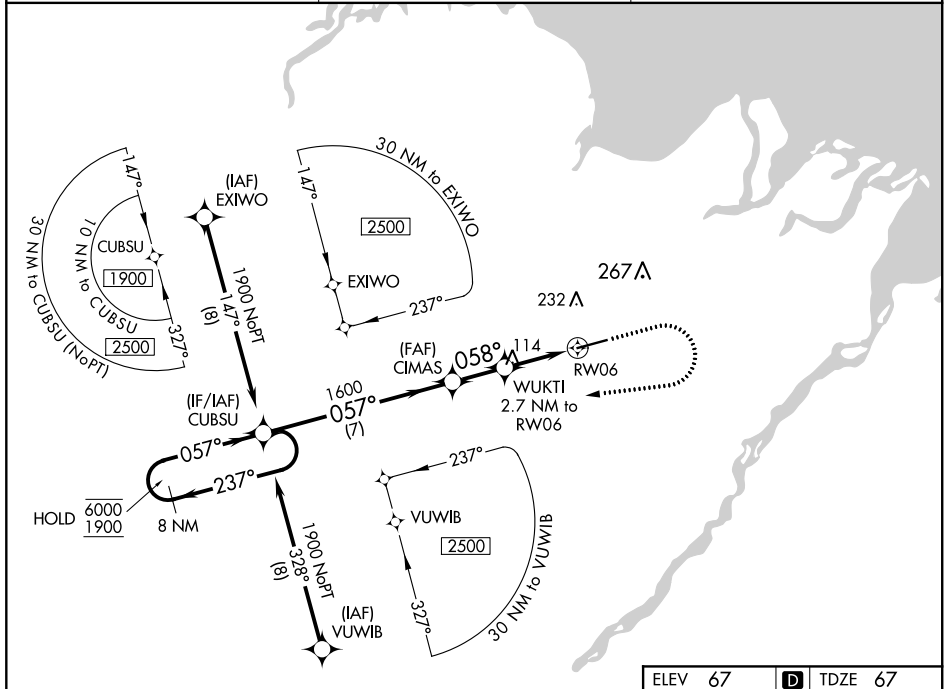 147°
CUBSU
1900
10 NM to CUBSU
2500
30 NM to CUBSU (NoPT)
327°
(IAF)
EXIWO
1900 NoPT
147°
(8)
30 NM to EXIWO
147°
2500
EXIWO
237°
267
232
114
(FAF)
CIMAS
058°
RW06
WUKTI
2.7 NM to
RW06
1600
057°
(7)
(IF/IAF)
CUBSU
057°
237°
HOLD 6000
1900
8 NM
1900 NoPT
328°
(8)
(IAF)
VUWIB
237°
VUWIB
2500
327°
30 NM to VUWIB
ELEV 67 D TDZE 67